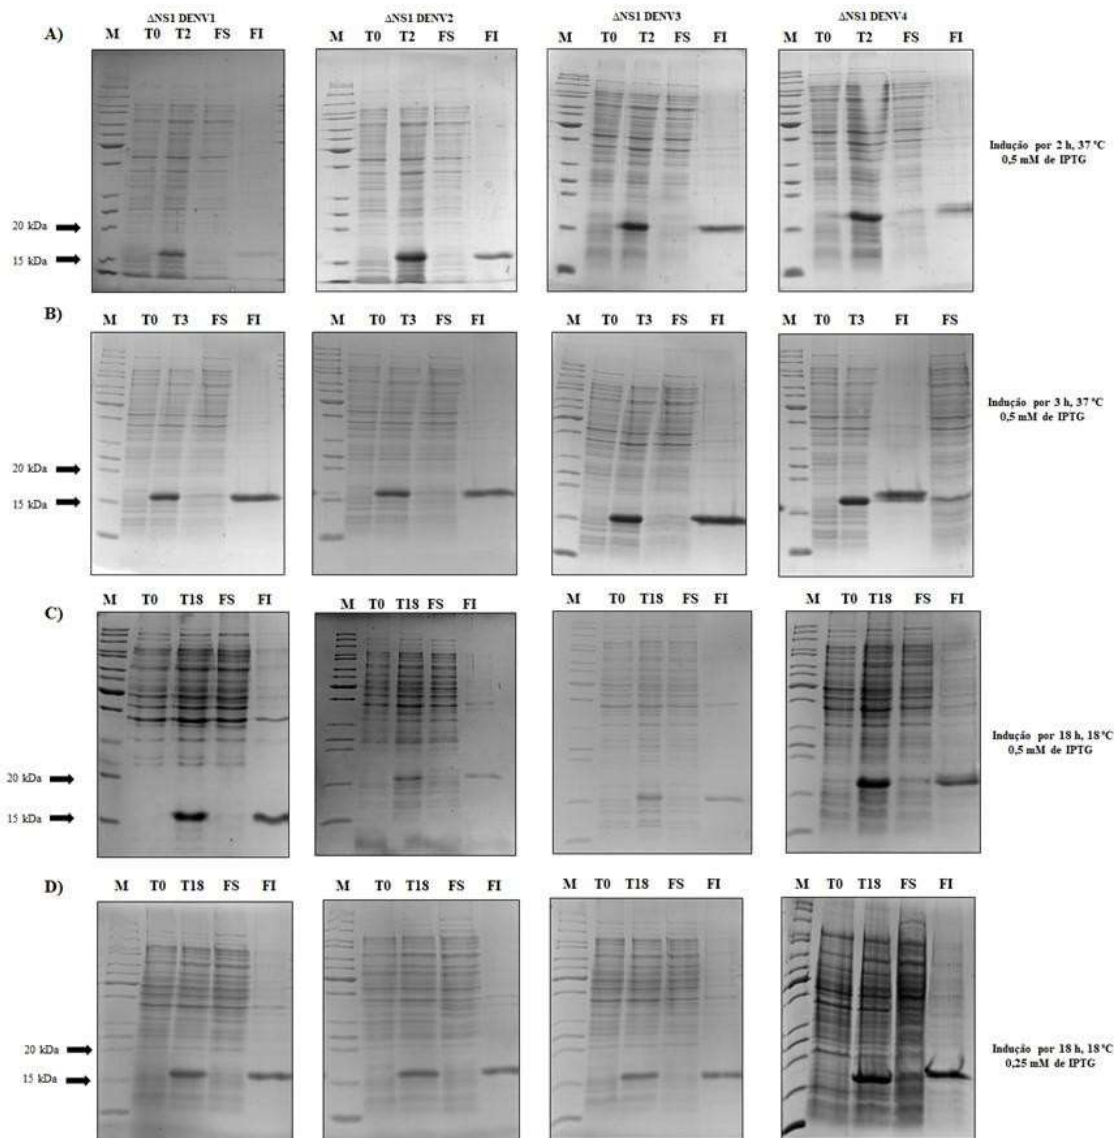 ΔNS1 DENV1 ΔNS1 DENV2 ΔNS1 DENV3 ΔNS1 DENV4
A) M T0 T2 FS FI M T0 T2 FS FI M T0 T2 FS FI M T0 T2 FS FI
Indução por 2 h, 37 ºC
0,5 mM de IPTG
20 kDa
15 kDa
B) M T0 T3 FS FI M T0 T3 FS FI M T0 T3 FS FI M T0 T3 FI FS
Indução por 3 h, 37 ºC
0,5 mM de IPTG
20 kDa
15 kDa
C) M T0 T18 FS FI M T0 T18 FS FI M T0 T18 FS FI M T0 T18 FS FI
Indução por 18 h, 18ºC
0,5 mM de IPTG
20 kDa
15 kDa
D) M T0 T18 FS FI M T0 T18 FS FI M T0 T18 FS FI M T0 T18 FS FI
Indução por 18 h, 18 ºC
0,25 mM de IPTG
20 kDa
15 kDa